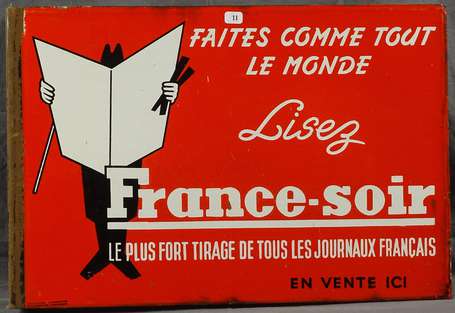 11
FAITES COMME TOUT
LE MONDE
Lisez
France-soir
LE PLUS FORT TIRAGE DE TOUS LES JOURNAUX FRANÇAIS
EN VENTE ICI